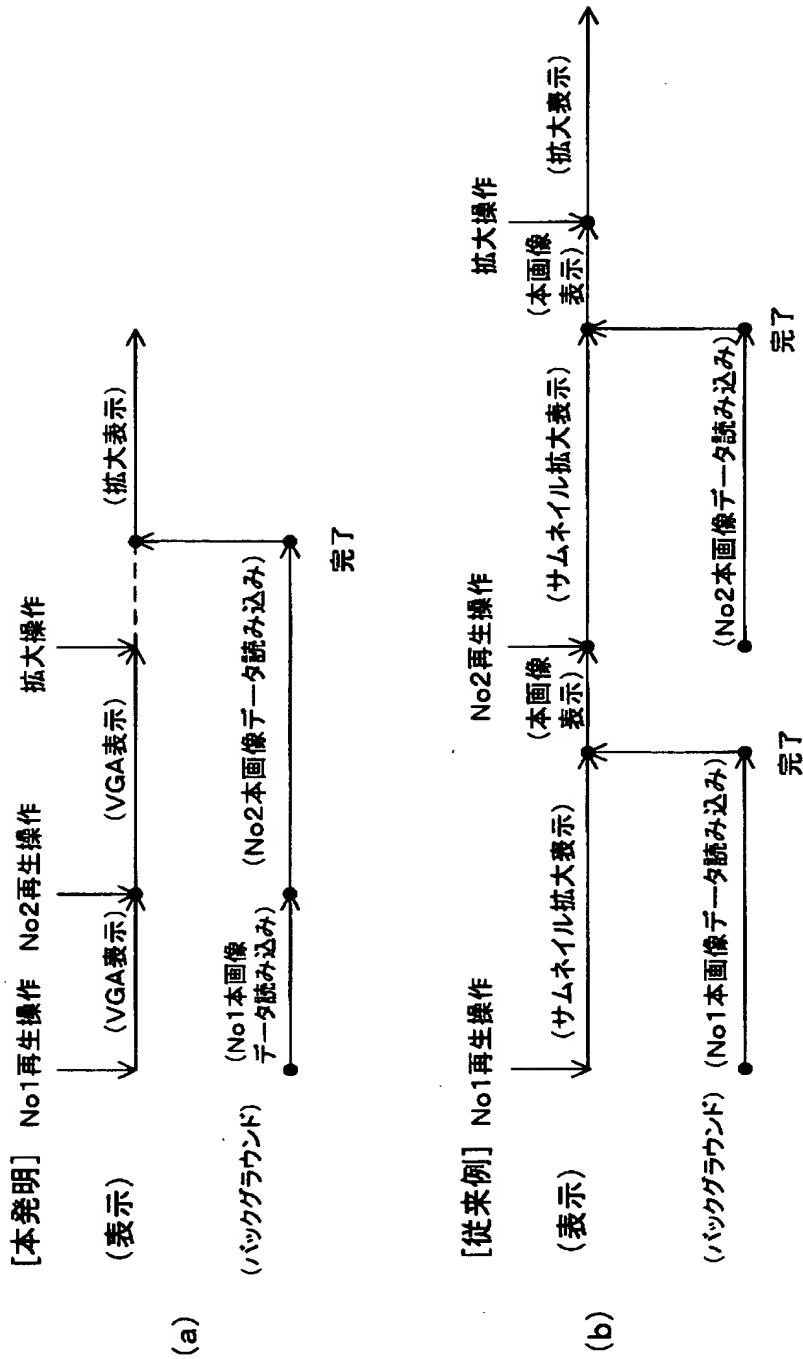 [本発明]
No1再生操作 No2再生操作 拡大操作
(表示)
(VGA表示) (VGA表示) (拡大表示)
(バックグラウンド)
(No1本画像
データ読み込み)
(No2本画像データ読み込み)
完了
(a)
[従来例]
No1再生操作 No2再生操作 拡大操作
(表示)
(サムネイル拡大表示)
(本画像
表示)
(サムネイル拡大表示)
(本画像
表示)
(拡大表示)
(バックグラウンド)
(No1本画像データ読み込み)
完了
(No2本画像データ読み込み)
完了
(b)